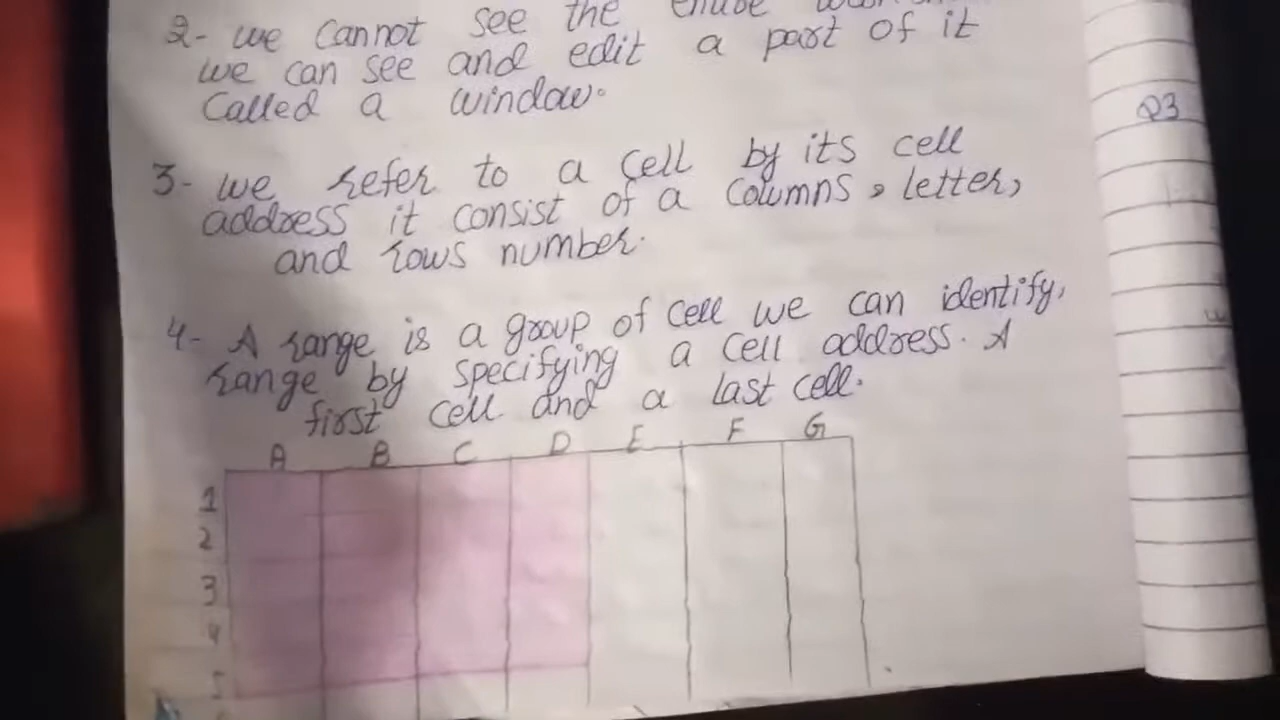 2- we cannot see the entire
we can see and edit a part of it
called a window.
3- we refer to a cell by its cell
address it consist of a columns, letter,
and rows number.
4- A range is a group of cell we can identify,
range by specifying a cell address. A
first cell and a last cell.
A B C D E F G
1
2
3
4
5
Q3